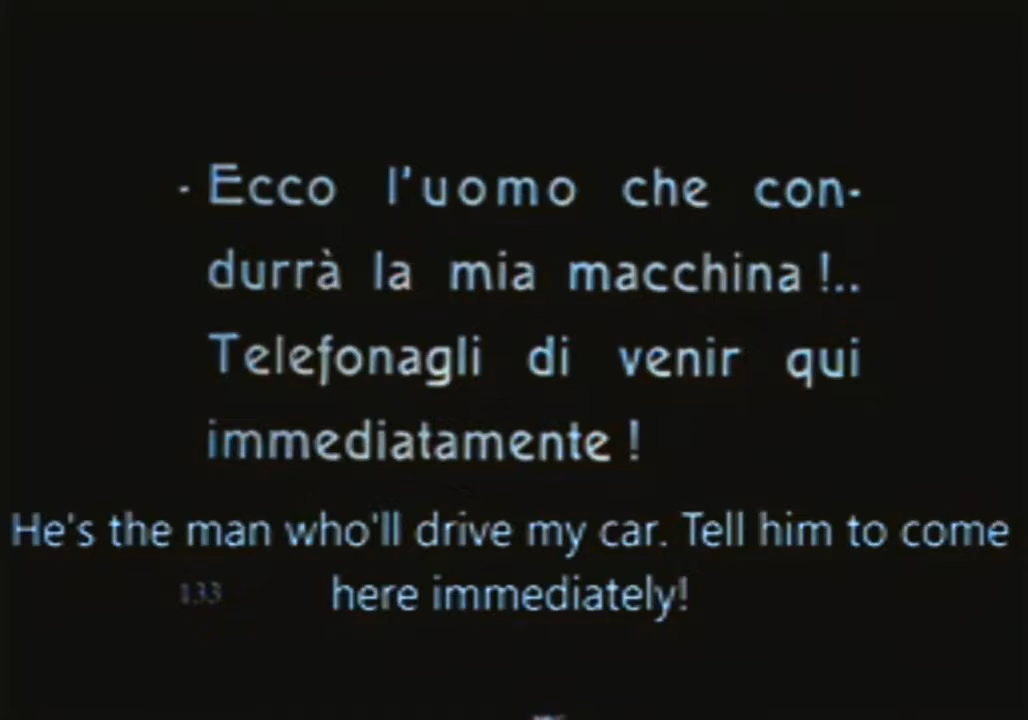 - Ecco l'uomo che con-
durrà la mia macchina!..
Telefonagli di venir qui
immediatamente!
He's the man who'll drive my car. Tell him to come
133 here immediately!